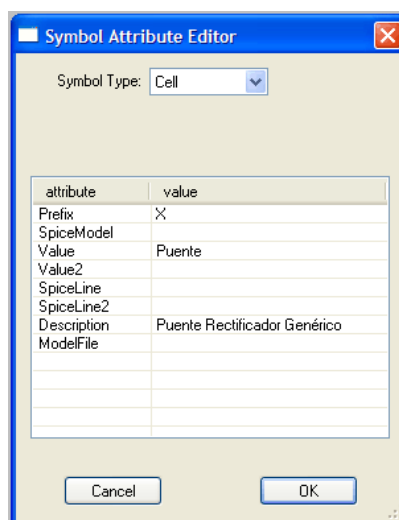 Symbol Attribute Editor
Symbol Type: Cell
attribute value
Prefix X
SpiceModel
Value Puente
Value2
SpiceLine
SpiceLine2
Description Puente Rectificador Genérico
ModelFile
Cancel OK